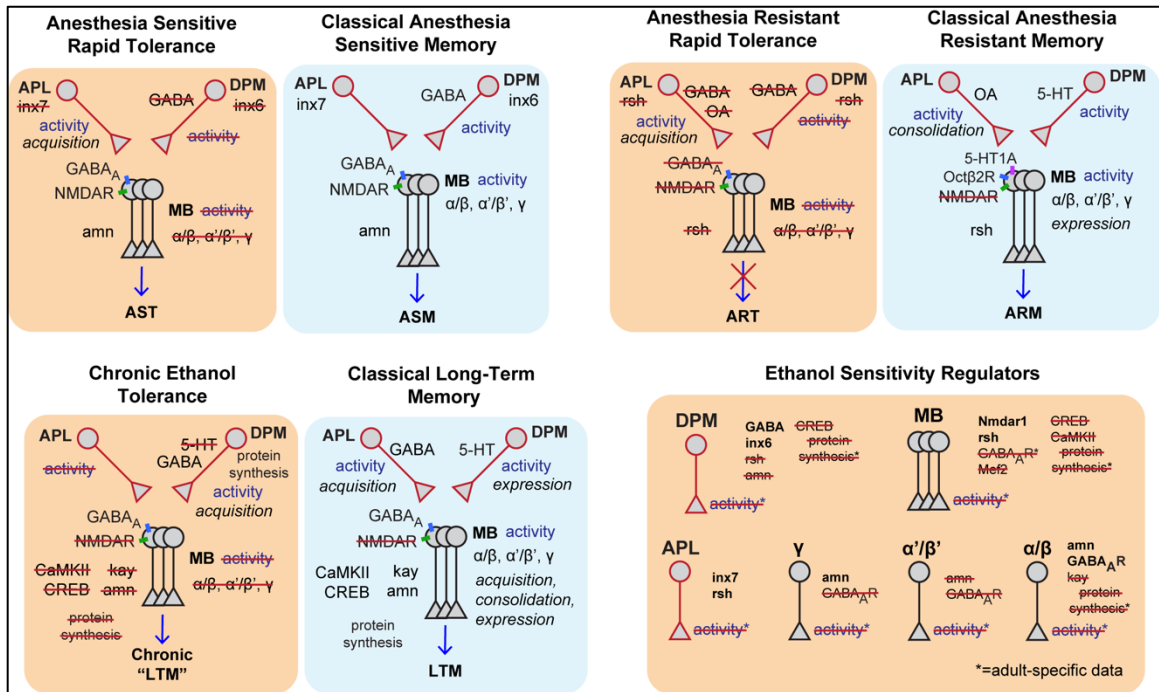 Anesthesia Sensitive
Rapid Tolerance
APL
DPM
inx7
GABA
inx6
activity
acquisition
activity
GABAA
NMDAR
MB activity
α/β, α'/β', γ
amn
AST
Classical Anesthesia
Sensitive Memory
APL
DPM
inx7
GABA
inx6
activity
activity
GABAA
NMDAR
MB activity
α/β, α'/β', γ
amn
ASM
Anesthesia Resistant
Rapid Tolerance
APL
DPM
rsh
GABA
OA
GABA
rsh
activity
activity
GABAA
NMDAR
MB activity
rsh
α/β, α'/β', γ
ART
Classical Anesthesia
Resistant Memory
APL
DPM
OA
5-HT
activity
consolidation
activity
5-HT1A
Octβ2R
NMDAR
MB activity
α/β, α'/β', γ
rsh
expression
ARM
Chronic Ethanol
Tolerance
APL
DPM
5-HT
GABA
protein
synthesis
activity
activity
acquisition
GABAA
NMDAR
MB activity
CaMKII kay
α/β, α'/β', γ
CREB amn
protein
synthesis
Chronic
"LTM"
Classical Long-Term
Memory
APL
DPM
GABA
5-HT
activity
acquisition
activity
expression
GABAA
NMDAR
MB activity
α/β, α'/β', γ
CaMKII kay
CREB amn
acquisition,
consolidation,
expression
protein
synthesis
LTM
Ethanol Sensitivity Regulators
DPM
GABA
inx6
rsh
amn
CREB
protein
synthesis*
activity*
MB
Nmdar1
rsh
GABAAR*
Mef2
CREB
CaMKII
protein
synthesis*
activity*
APL
inx7
rsh
activity*
γ
amn
GABAAR
activity*
α'/β'
amn
GABAAR
activity*
α/β
amn
GABAAR
kay
protein
synthesis*
activity*
*=adult-specific data